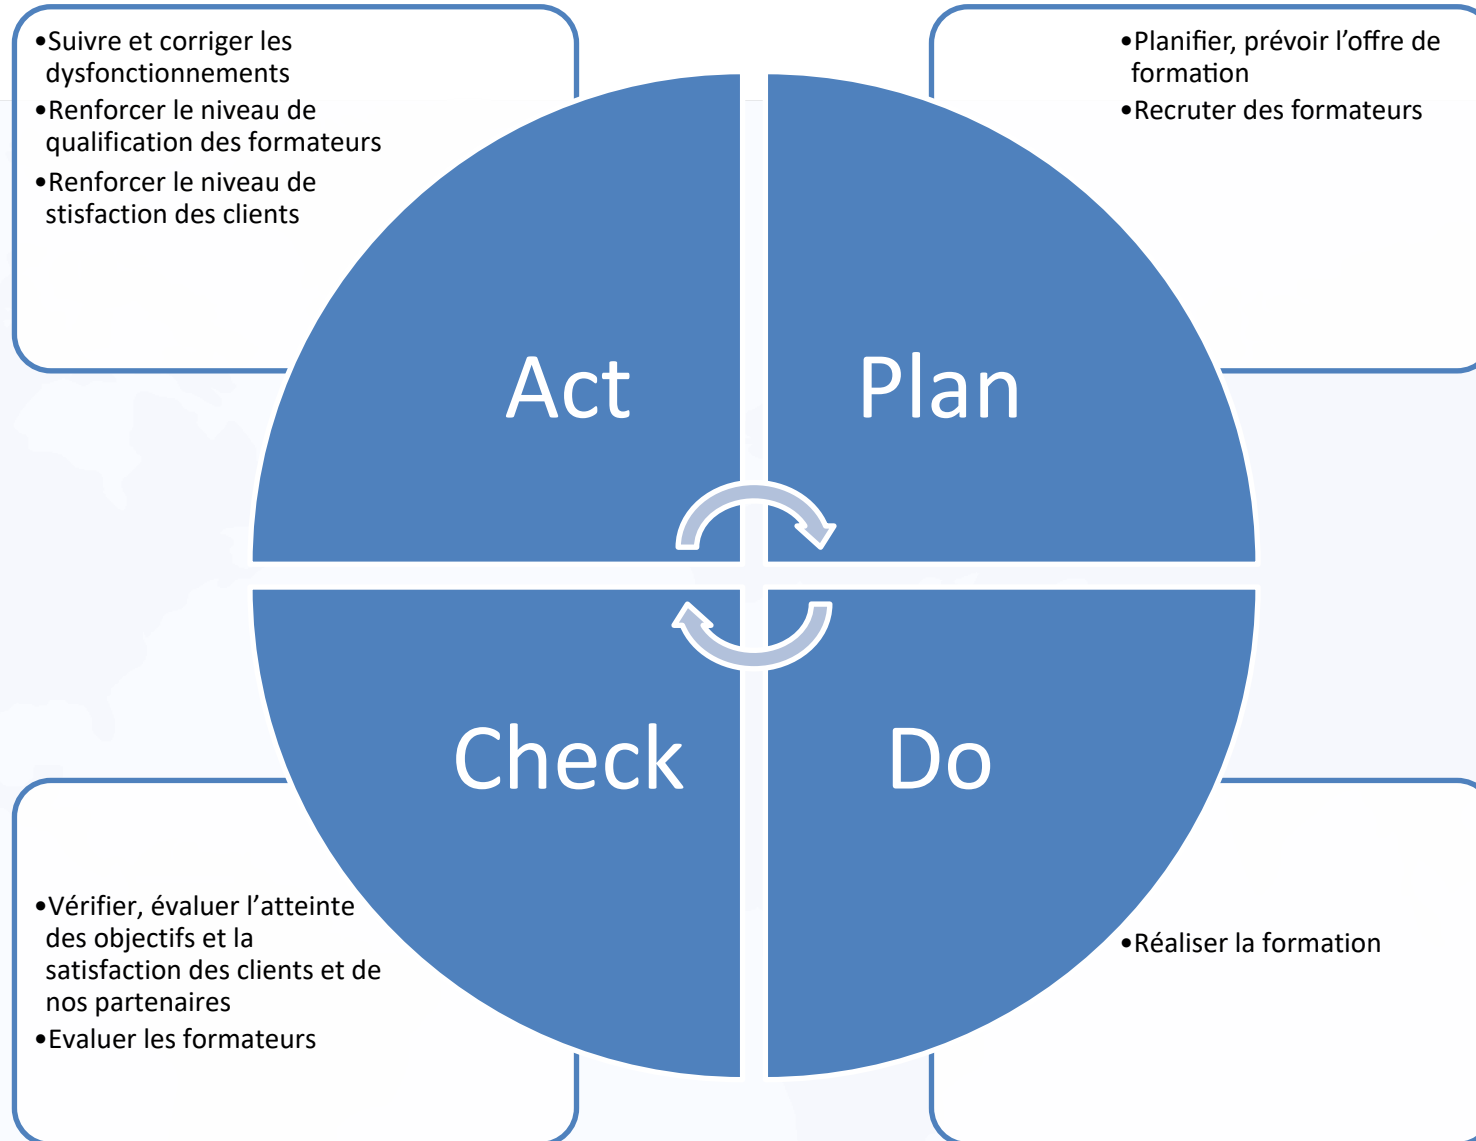 •Suivre et corriger les
dysfonctionnements
•Renforcer le niveau de
qualification des formateurs
•Renforcer le niveau de
stisfaction des clients
•Planifier, prévoir l’offre de
formation
•Recruter des formateurs
Act
Plan
Check
Do
•Vérifier, évaluer l’atteinte
des objectifs et la
satisfaction des clients et de
nos partenaires
•Evaluer les formateurs
•Réaliser la formation